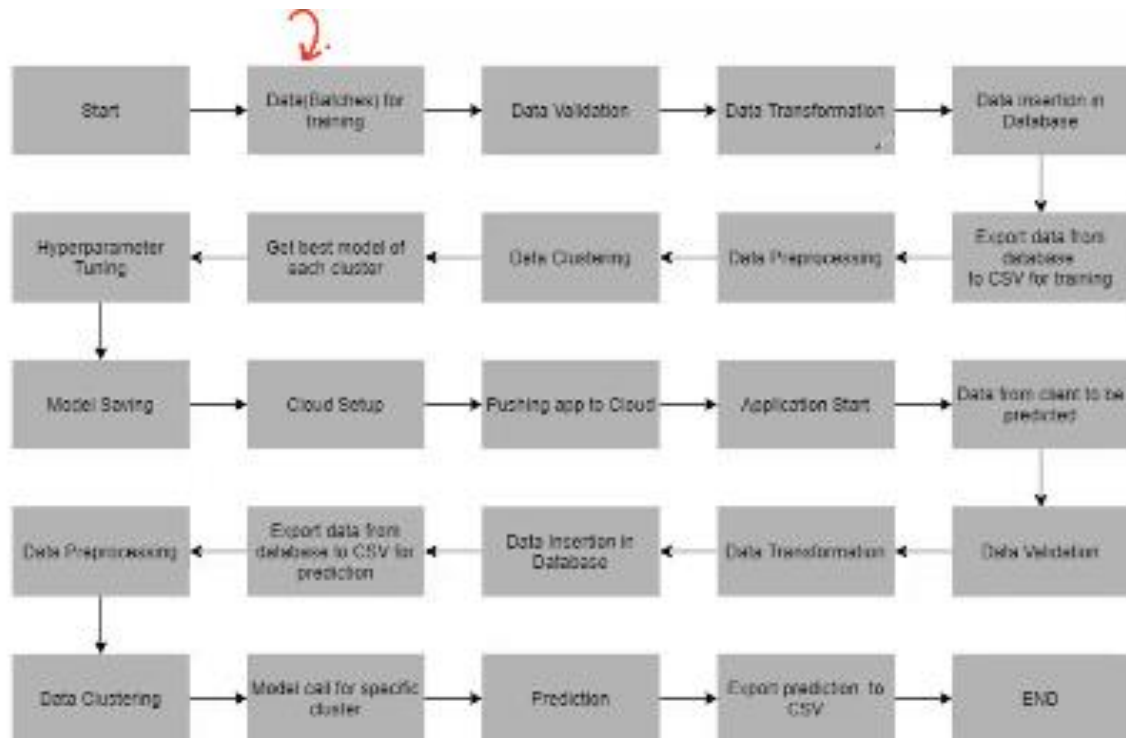 Start
Data(Batches) for
training
Data Validation
Data Transformation
Data Insertion in
Database
Hyperparameter
Tuning
Get best model of
each cluster
Data Clustering
Data Preprocessing
Export data from
database
to CSV for training
Model Saving
Cloud Setup
Pushing app to Cloud
Application Start
Data from client to be
predicted
Data Preprocessing
Export data from
database to CSV for
prediction
Data Insertion in
Database
Data Transformation
Data Validation
Data Clustering
Model call for specific
cluster
Prediction
Export prediction to
CSV
END